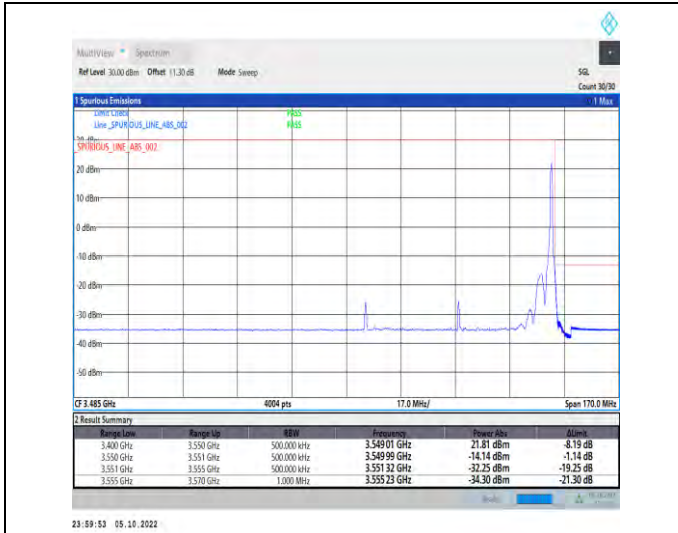 MultiView Spectrum
Ref Level 30.00 dBm Offset 11.30 dB Mode Sweep SGL
Count 30/30
1 Spurious Emissions 1 Max
Limit Check PASS
Line _SPURIOUS_LINE_ABS_002 PASS
_SPURIOUS_LINE_ABS_002
20 dBm
10 dBm
0 dBm
-10 dBm
-20 dBm
-30 dBm
-40 dBm
-50 dBm
CF 3.485 GHz 4004 pts 17.0 MHz/ Span 170.0 MHz
2 Result Summary
Range Low Range Up RBW Frequency Power Abs ΔLimit
3.400 GHz 3.550 GHz 500.000 kHz 3.549 01 GHz 21.81 dBm -8.19 dB
3.550 GHz 3.551 GHz 500.000 kHz 3.549 99 GHz -14.14 dBm -1.14 dB
3.551 GHz 3.555 GHz 500.000 kHz 3.551 32 GHz -32.25 dBm -19.25 dB
3.555 GHz 3.570 GHz 1.000 MHz 3.555 23 GHz -34.30 dBm -21.30 dB
23:59:53 05.10.2022